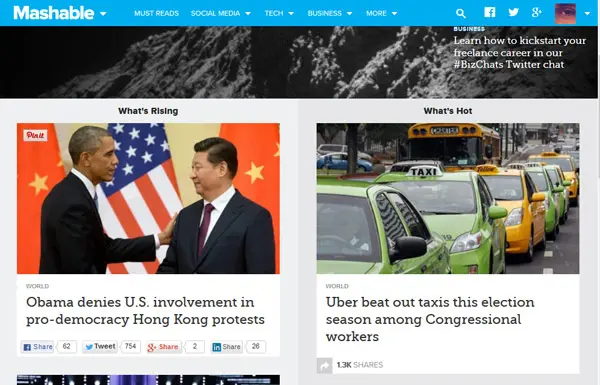 Mashable
MUST READS
SOCIAL MEDIA
TECH
BUSINESS
MORE
BUSINESS
Learn how to kickstart your
freelance career in our
#BizChats Twitter chat
What's Rising
What's Hot
Pin it
WORLD
Obama denies U.S. involvement in
pro-democracy Hong Kong protests
Share 62
Tweet 754
Share 2
Share 26
TAXI
WORLD
Uber beat out taxis this election
season among Congressional
workers
1.3K SHARES